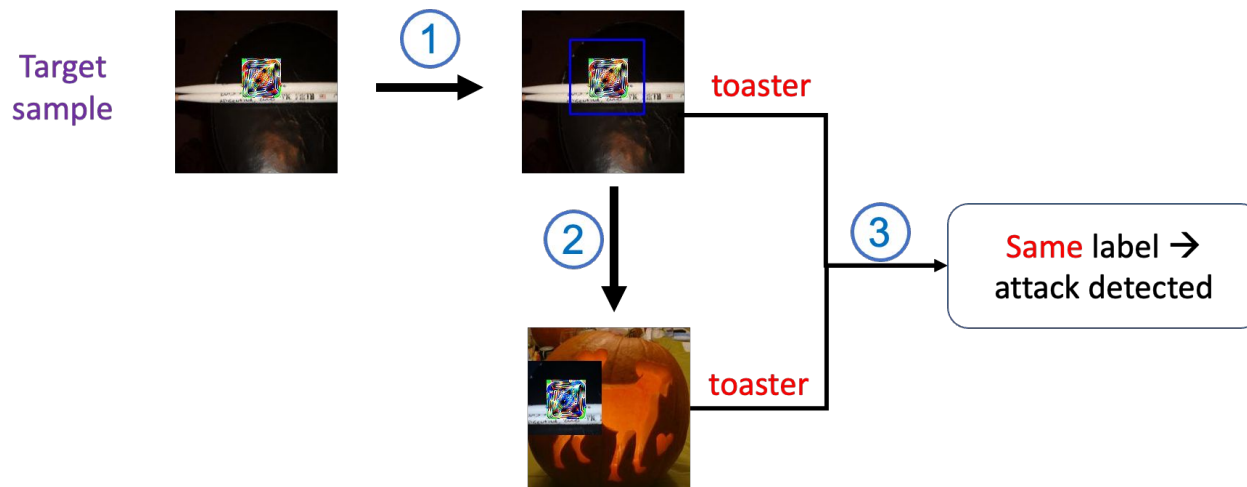 Target
sample
1
toaster
2
3
Same label →
attack detected
toaster